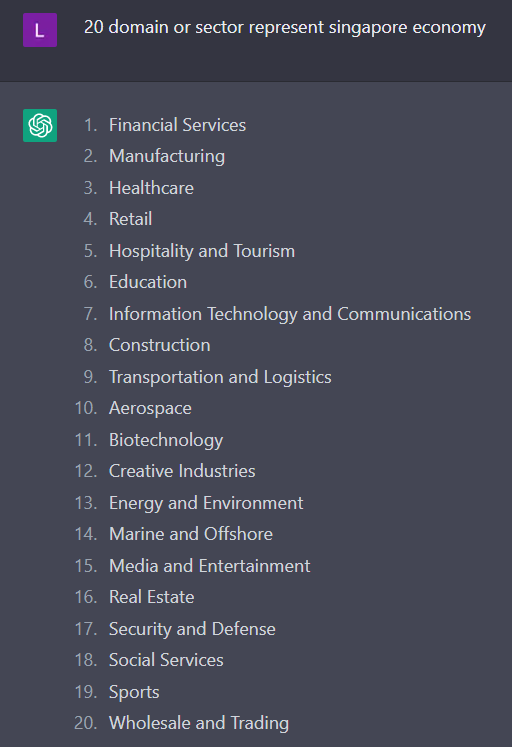 L
20 domain or sector represent singapore economy
1. Financial Services
2. Manufacturing
3. Healthcare
4. Retail
5. Hospitality and Tourism
6. Education
7. Information Technology and Communications
8. Construction
9. Transportation and Logistics
10. Aerospace
11. Biotechnology
12. Creative Industries
13. Energy and Environment
14. Marine and Offshore
15. Media and Entertainment
16. Real Estate
17. Security and Defense
18. Social Services
19. Sports
20. Wholesale and Trading